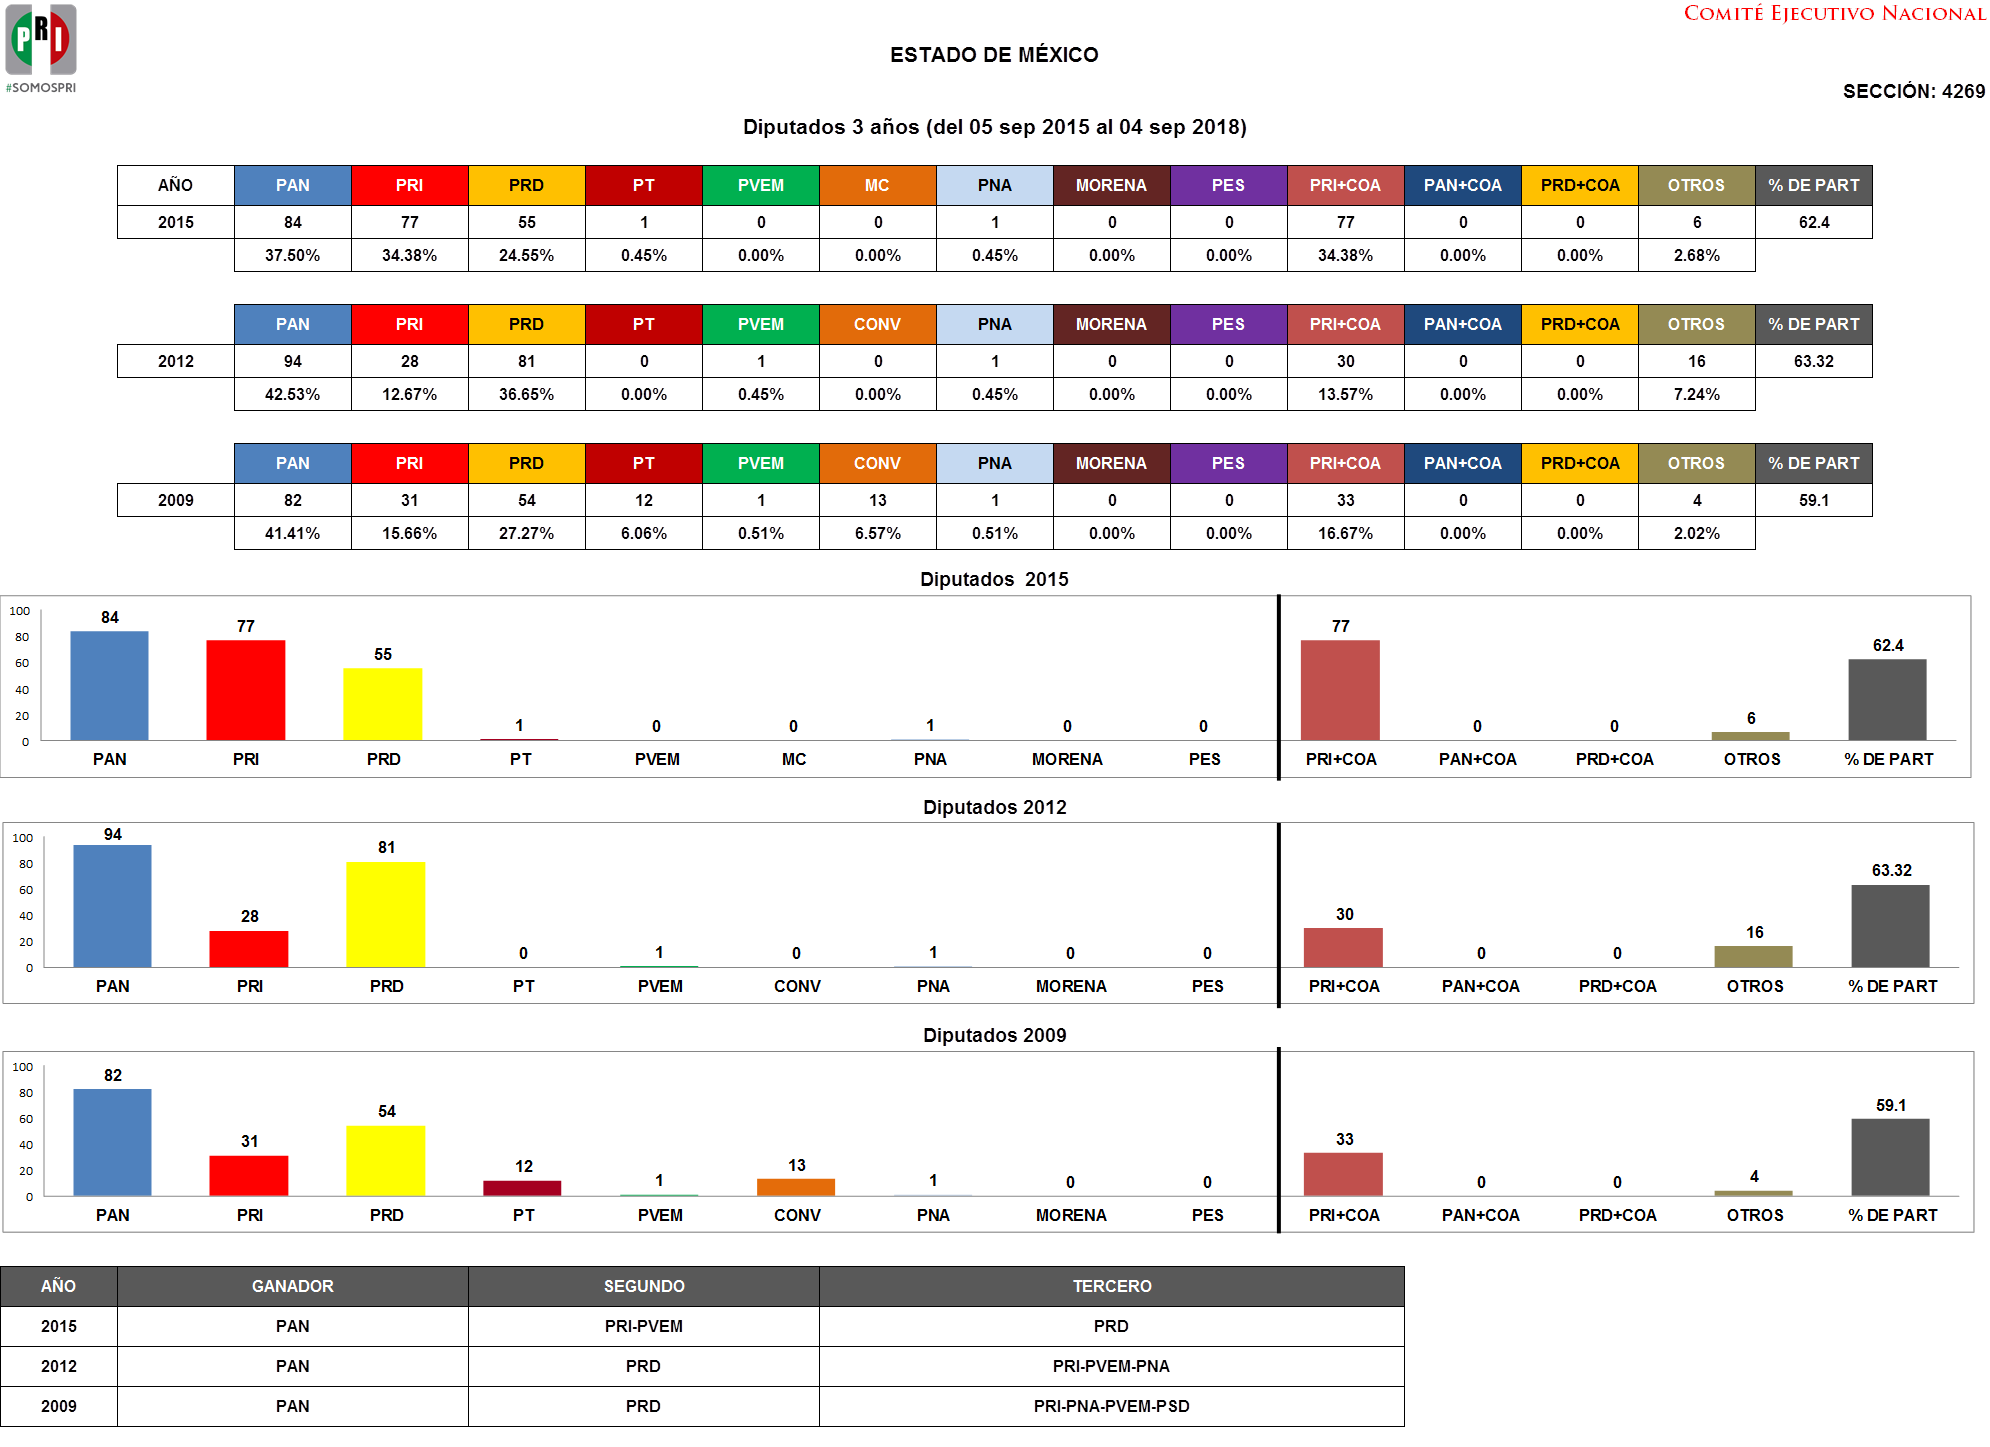 PRI
#SOMOSPRI
COMITÉ EJECUTIVO NACIONAL
ESTADO DE MÉXICO
SECCIÓN: 4269
Diputados 3 años (del 05 sep 2015 al 04 sep 2018)
AÑO PAN PRI PRD PT PVEM MC PNA MORENA PES PRI+COA PAN+COA PRD+COA OTROS % DE PART
2015 84 77 55 1 0 0 1 0 0 77 0 0 6 62.4
37.50% 34.38% 24.55% 0.45% 0.00% 0.00% 0.45% 0.00% 0.00% 34.38% 0.00% 0.00% 2.68%
PAN PRI PRD PT PVEM CONV PNA MORENA PES PRI+COA PAN+COA PRD+COA OTROS % DE PART
2012 94 28 81 0 1 0 1 0 0 30 0 0 16 63.32
42.53% 12.67% 36.65% 0.00% 0.45% 0.00% 0.45% 0.00% 0.00% 13.57% 0.00% 0.00% 7.24%
PAN PRI PRD PT PVEM CONV PNA MORENA PES PRI+COA PAN+COA PRD+COA OTROS % DE PART
2009 82 31 54 12 1 13 1 0 0 33 0 0 4 59.1
41.41% 15.66% 27.27% 6.06% 0.51% 6.57% 0.51% 0.00% 0.00% 16.67% 0.00% 0.00% 2.02%
Diputados 2015
100
80
60
40
20
0
84 77 55 1 0 0 1 0 0 77 0 0 6 62.4
PAN PRI PRD PT PVEM MC PNA MORENA PES PRI+COA PAN+COA PRD+COA OTROS % DE PART
Diputados 2012
100
80
60
40
20
0
94 28 81 0 1 0 1 0 0 30 0 0 16 63.32
PAN PRI PRD PT PVEM CONV PNA MORENA PES PRI+COA PAN+COA PRD+COA OTROS % DE PART
Diputados 2009
100
80
60
40
20
0
82 31 54 12 1 13 1 0 0 33 0 0 4 59.1
PAN PRI PRD PT PVEM CONV PNA MORENA PES PRI+COA PAN+COA PRD+COA OTROS % DE PART
AÑO GANADOR SEGUNDO TERCERO
2015 PAN PRI-PVEM PRD
2012 PAN PRD PRI-PVEM-PNA
2009 PAN PRD PRI-PNA-PVEM-PSD